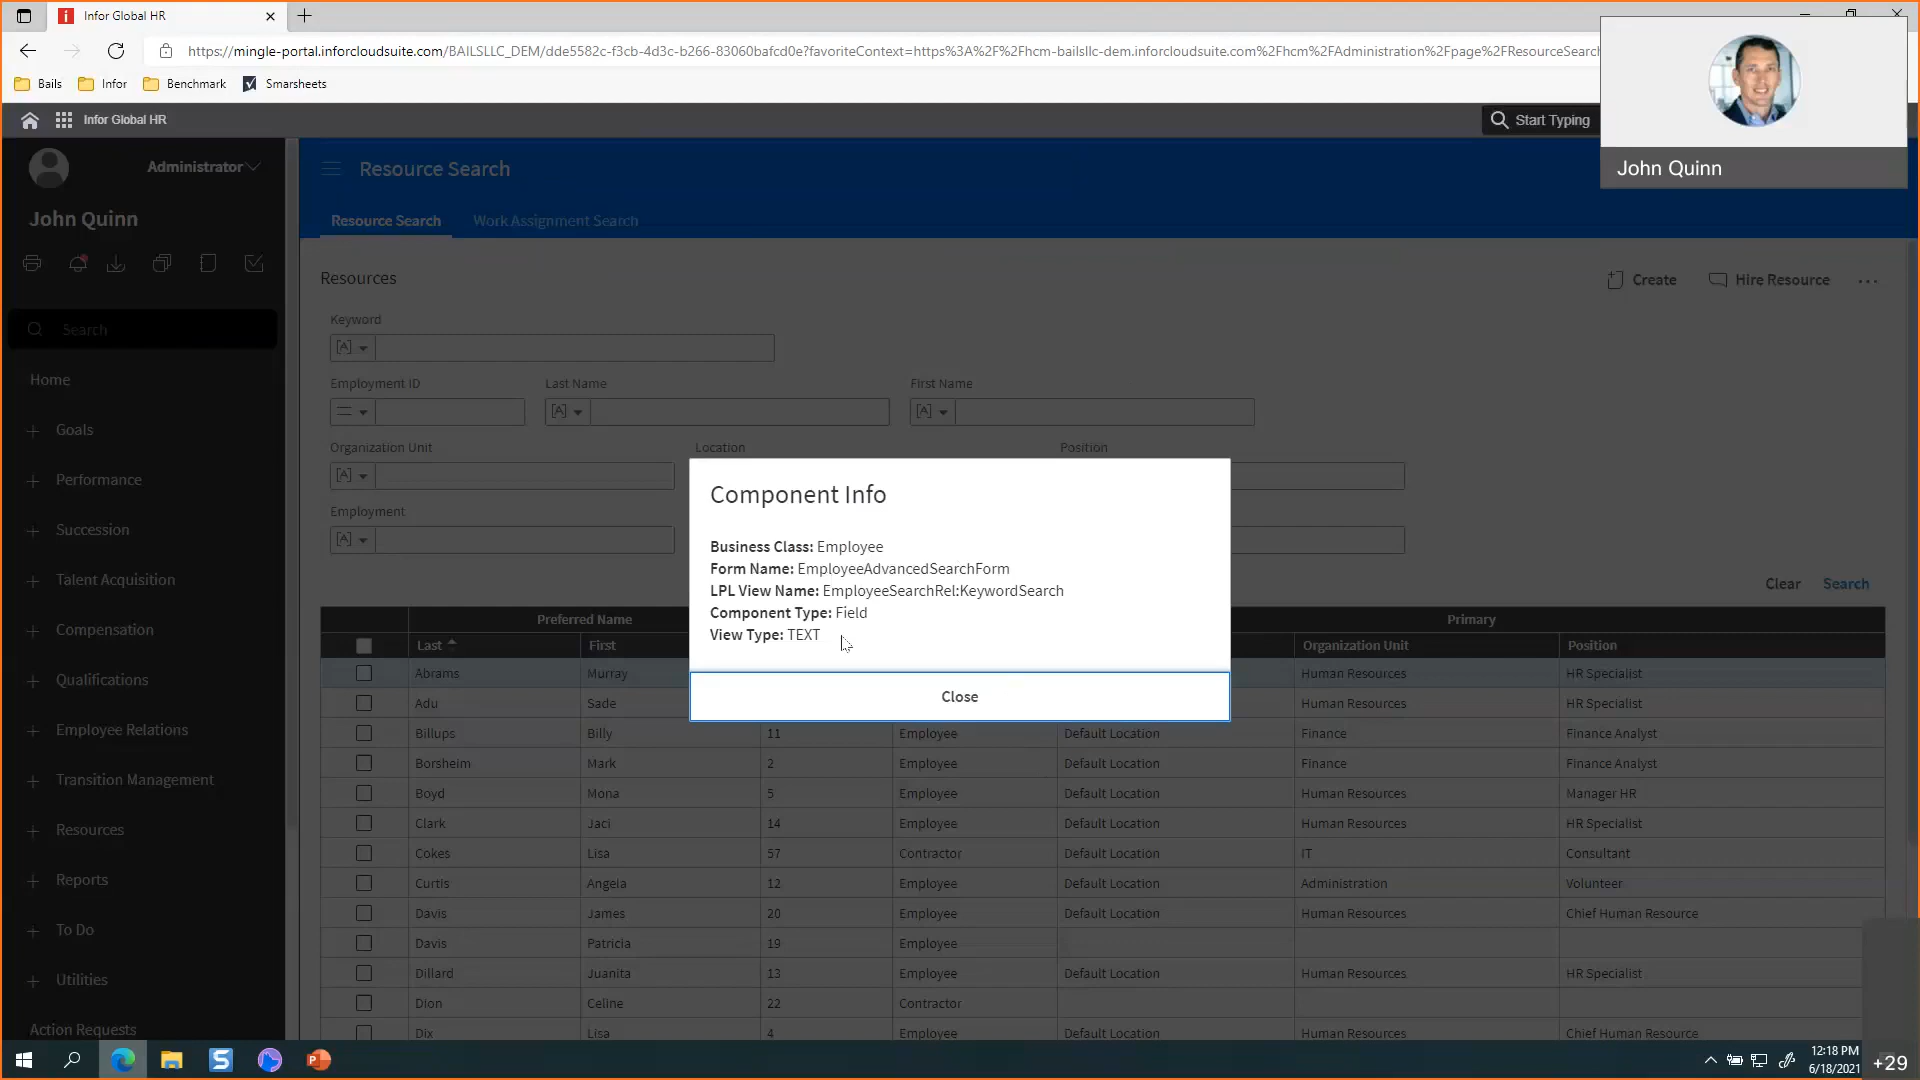 Infor Global HR
https://mingle-portal.inforcloudsuite.com/BAILSLLC_DEM/dde5582c-f3cb-4d3c-b266-83060bafcd0e?favoriteContext=https%3A%2F%2Fhcm-bailsllc-dem.inforcloudsuite.com%2Fhcm%2FAdministration%2Fpage%2FResourceSearc
Bails Infor Benchmark Smarsheets
Infor Global HR
Start Typing
John Quinn
Administrator
John Quinn
Search
Home
Goals
Performance
Succession
Talent Acquisition
Compensation
Qualifications
Employee Relations
Transition Management
Resources
Reports
To Do
Utilities
Action Requests
Resource Search
Resource Search Work Assignment Search
Resources
Create Hire Resource ...
Keyword
[A]
Employment ID Last Name First Name
[A] [A]
Organization Unit Location Position
[A]
Employment
[A]
Clear Search
Component Info
Business Class: Employee
Form Name: EmployeeAdvancedSearchForm
LPL View Name: EmployeeSearchRel:KeywordSearch
Component Type: Field
View Type: TEXT
Close
Preferred Name Primary
Last First Organization Unit Position
Abrams Murray Human Resources HR Specialist
Adu Sade Human Resources HR Specialist
Billups Billy 11 Employee Default Location Finance Finance Analyst
Borsheim Mark 2 Employee Default Location Finance Finance Analyst
Boyd Mona 5 Employee Default Location Human Resources Manager HR
Clark Jaci 14 Employee Default Location Human Resources HR Specialist
Cokes Lisa 57 Contractor Default Location IT Consultant
Curtis Angela 12 Employee Default Location Administration Volunteer
Davis James 20 Employee Default Location Human Resources Chief Human Resource
Davis Patricia 19 Employee
Dillard Juanita 13 Employee Default Location Human Resources HR Specialist
Dion Celine 22 Contractor
Dix Lisa 4 Employee Default Location Human Resources Chief Human Resource
12:18 PM
6/18/2021
+29